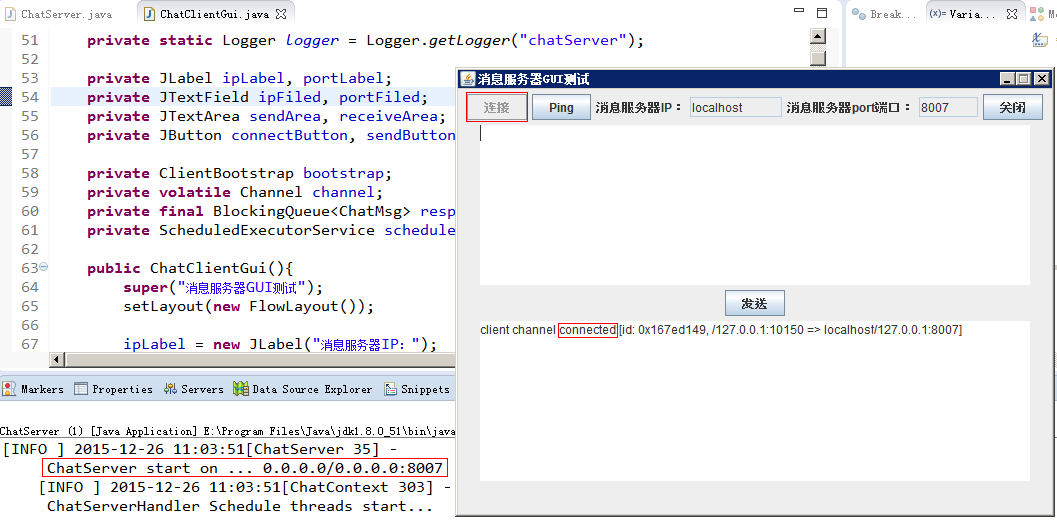 ChatServer.java
ChatClientGui.java
Break...
(x)= Varia...
51 private static Logger logger = Logger.getLogger("chatServer");
52
53 private JLabel ipLabel, portLabel;
54 private JTextField ipFiled, portFiled;
55 private JTextArea sendArea, receiveArea;
56 private JButton connectButton, sendButton
57
58 private ClientBootstrap bootstrap;
59 private volatile Channel channel;
60 private final BlockingQueue<ChatMsg> resp
61 private ScheduledExecutorService schedule
62
63 public ChatClientGui(){
64 super("消息服务器GUI测试");
65 setLayout(new FlowLayout());
66
67 ipLabel = new JLabel("消息服务器IP：");
消息服务器GUI测试
连接 Ping 消息服务器IP： localhost 消息服务器port端口： 8007 关闭
发送
client channel connected[id: 0x167ed149, /127.0.0.1:10150 => localhost/127.0.0.1:8007]
Markers Properties Servers Data Source Explorer Snippets
ChatServer (1) [Java Application] E:\Program Files\Java\jdk1.8.0_51\bin\java
[INFO ] 2015-12-26 11:03:51[ChatServer 35] -
ChatServer start on ... 0.0.0.0/0.0.0.0:8007
[INFO ] 2015-12-26 11:03:51[ChatContext 303] -
ChatServerHandler Schedule threads start...